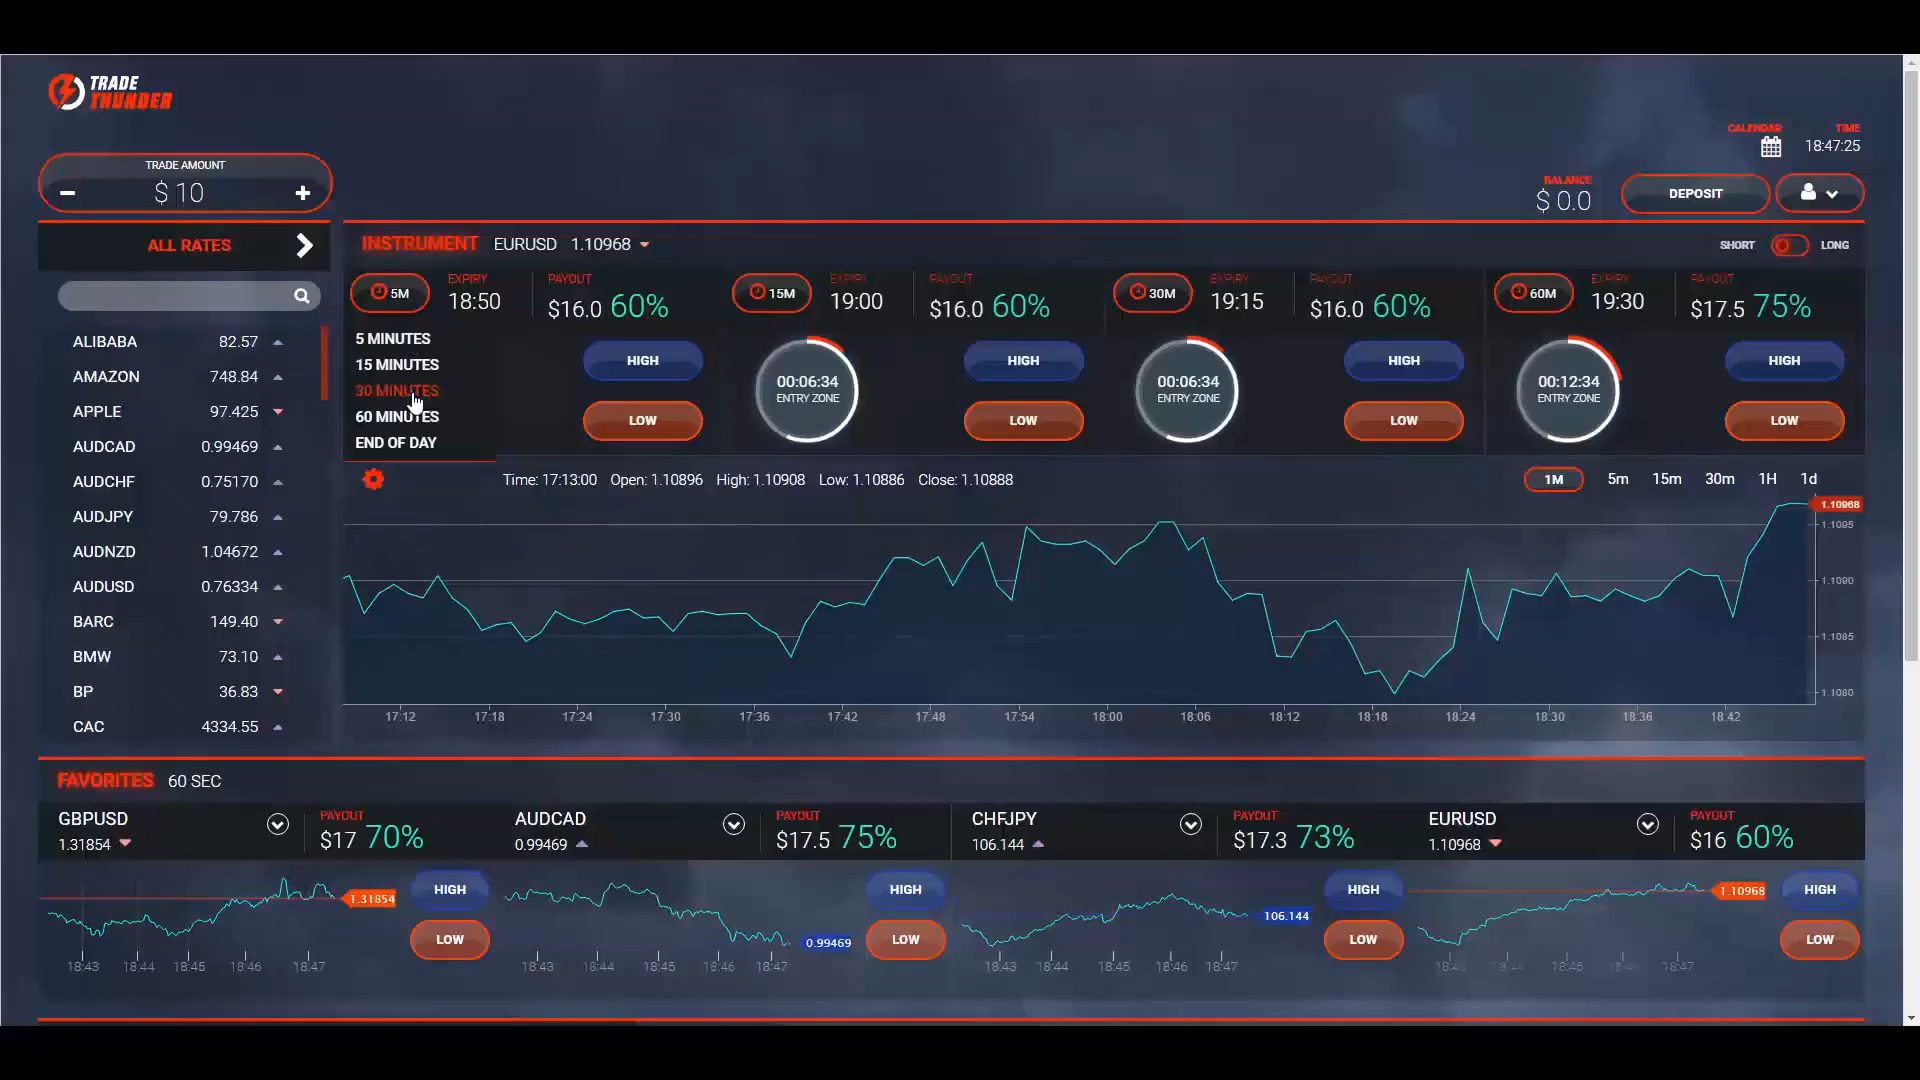 TRADE
THUNDER
CALENDAR
TIME
18:47:25
TRADE AMOUNT
$ 10
BALANCE
$ 0.0
DEPOSIT
ALL RATES
INSTRUMENT EURUSD 1.10968
SHORT LONG
5M EXPIRY 18:50 PAYOUT $16.0 60%
15M EXPIRY 19:00 PAYOUT $16.0 60%
30M EXPIRY 19:15 PAYOUT $16.0 60%
60M EXPIRY 19:30 PAYOUT $17.5 75%
5 MINUTES
15 MINUTES
30 MINUTES
60 MINUTES
END OF DAY
HIGH
LOW
00:06:34
ENTRY ZONE
HIGH
LOW
00:06:34
ENTRY ZONE
HIGH
LOW
00:12:34
ENTRY ZONE
HIGH
LOW
ALIBABA 82.57
AMAZON 748.84
APPLE 97.425
AUDCAD 0.99469
AUDCHF 0.75170
AUDJPY 79.786
AUDNZD 1.04672
AUDUSD 0.76334
BARC 149.40
BMW 73.10
BP 36.83
CAC 4334.55
Time: 17:13:00 Open: 1.10896 High: 1.10908 Low: 1.10886 Close: 1.10888
1M 5m 15m 30m 1H 1d
1.10968
1.1095
1.1090
1.1085
1.1080
17:12 17:18 17:24 17:30 17:36 17:42 17:48 17:54 18:00 18:06 18:12 18:18 18:24 18:30 18:36 18:42
FAVORITES 60 SEC
GBPUSD
1.31854
PAYOUT
$17 70%
AUDCAD
0.99469
PAYOUT
$17.5 75%
CHFJPY
106.144
PAYOUT
$17.3 73%
EURUSD
1.10968
PAYOUT
$16 60%
1.31854
HIGH
LOW
18:43 18:44 18:45 18:46 18:47
0.99469
HIGH
LOW
18:43 18:44 18:45 18:46 18:47
106.144
HIGH
LOW
18:43 18:44 18:45 18:46 18:47
1.10968
HIGH
LOW
18:45 18:47